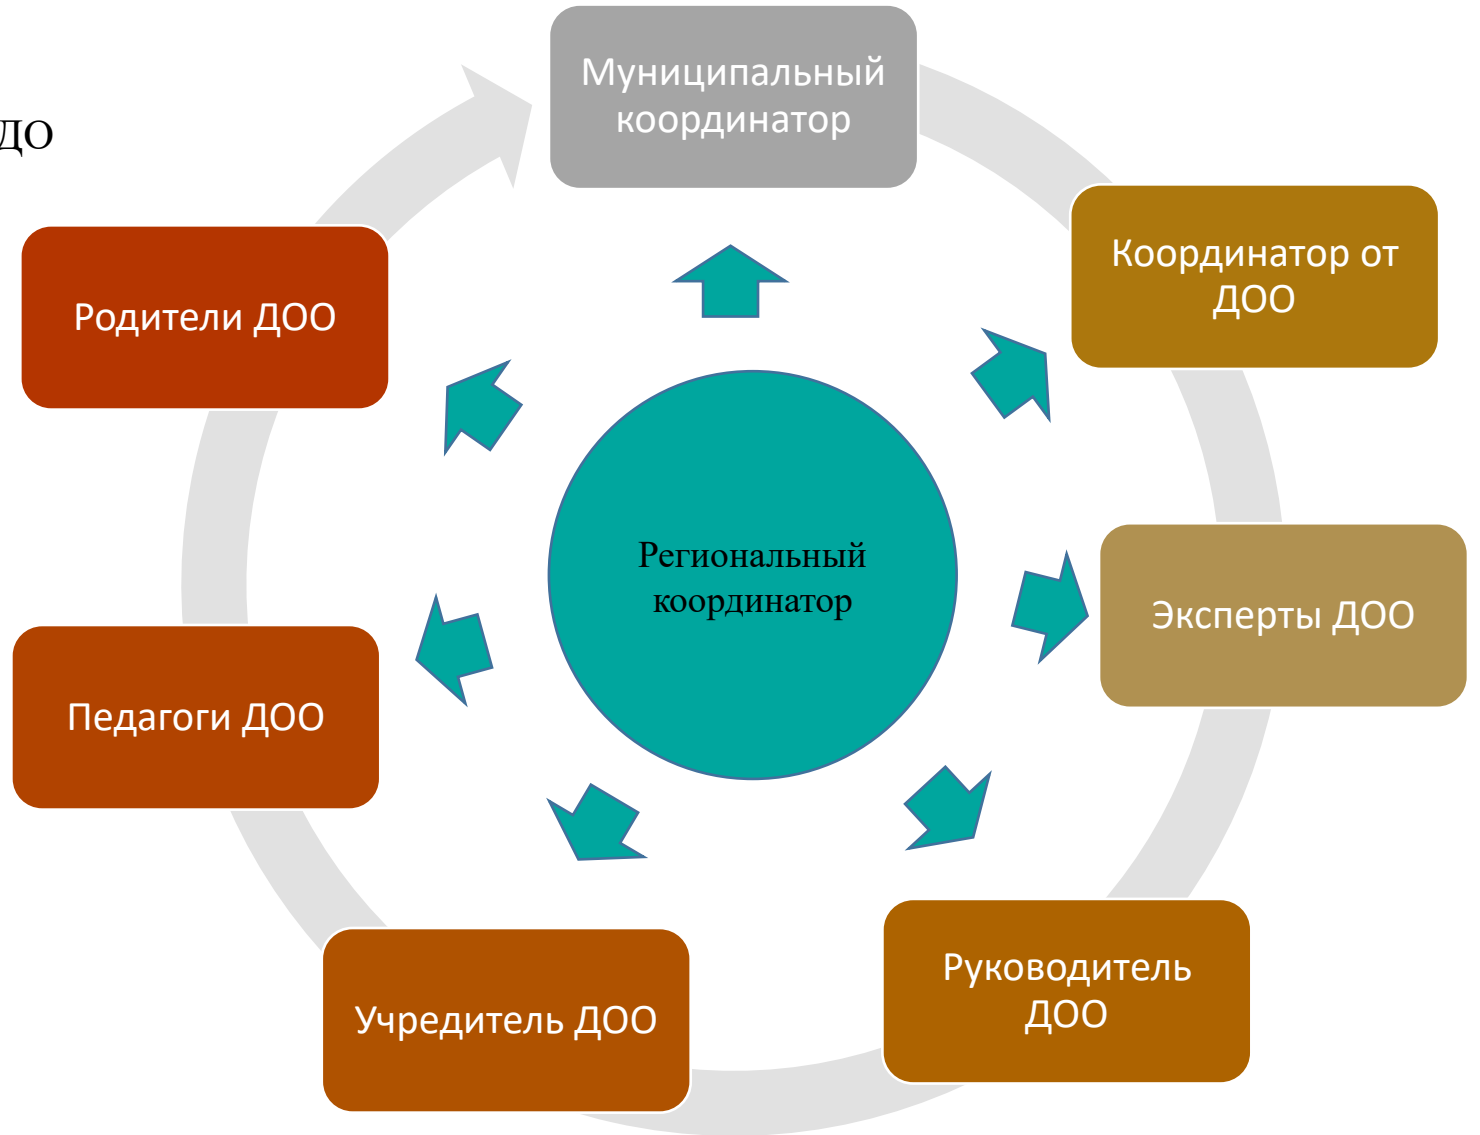 Муниципальный
координатор
ДО
Координатор от
ДОО
Родители ДОО
Региональный
координатор
Эксперты ДОО
Педагоги ДОО
Руководитель
ДОО
Учредитель ДОО